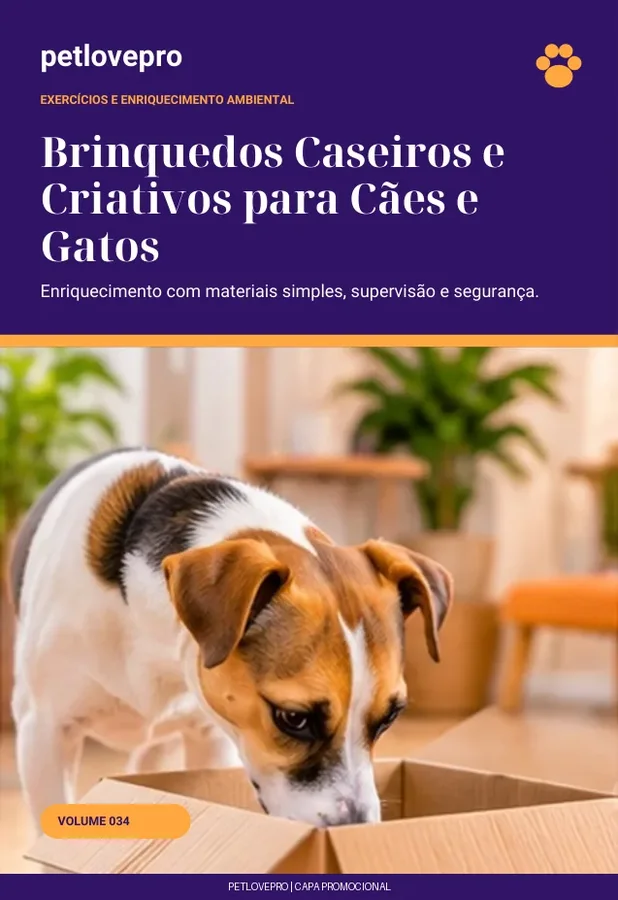 petlovepro
EXERCÍCIOS E ENRIQUECIMENTO AMBIENTAL
Brinquedos Caseiros e
Criativos para Cães e
Gatos
Enriquecimento com materiais simples, supervisão e segurança.
VOLUME 034
PETLOVEPRO | CAPA PROMOCIONAL